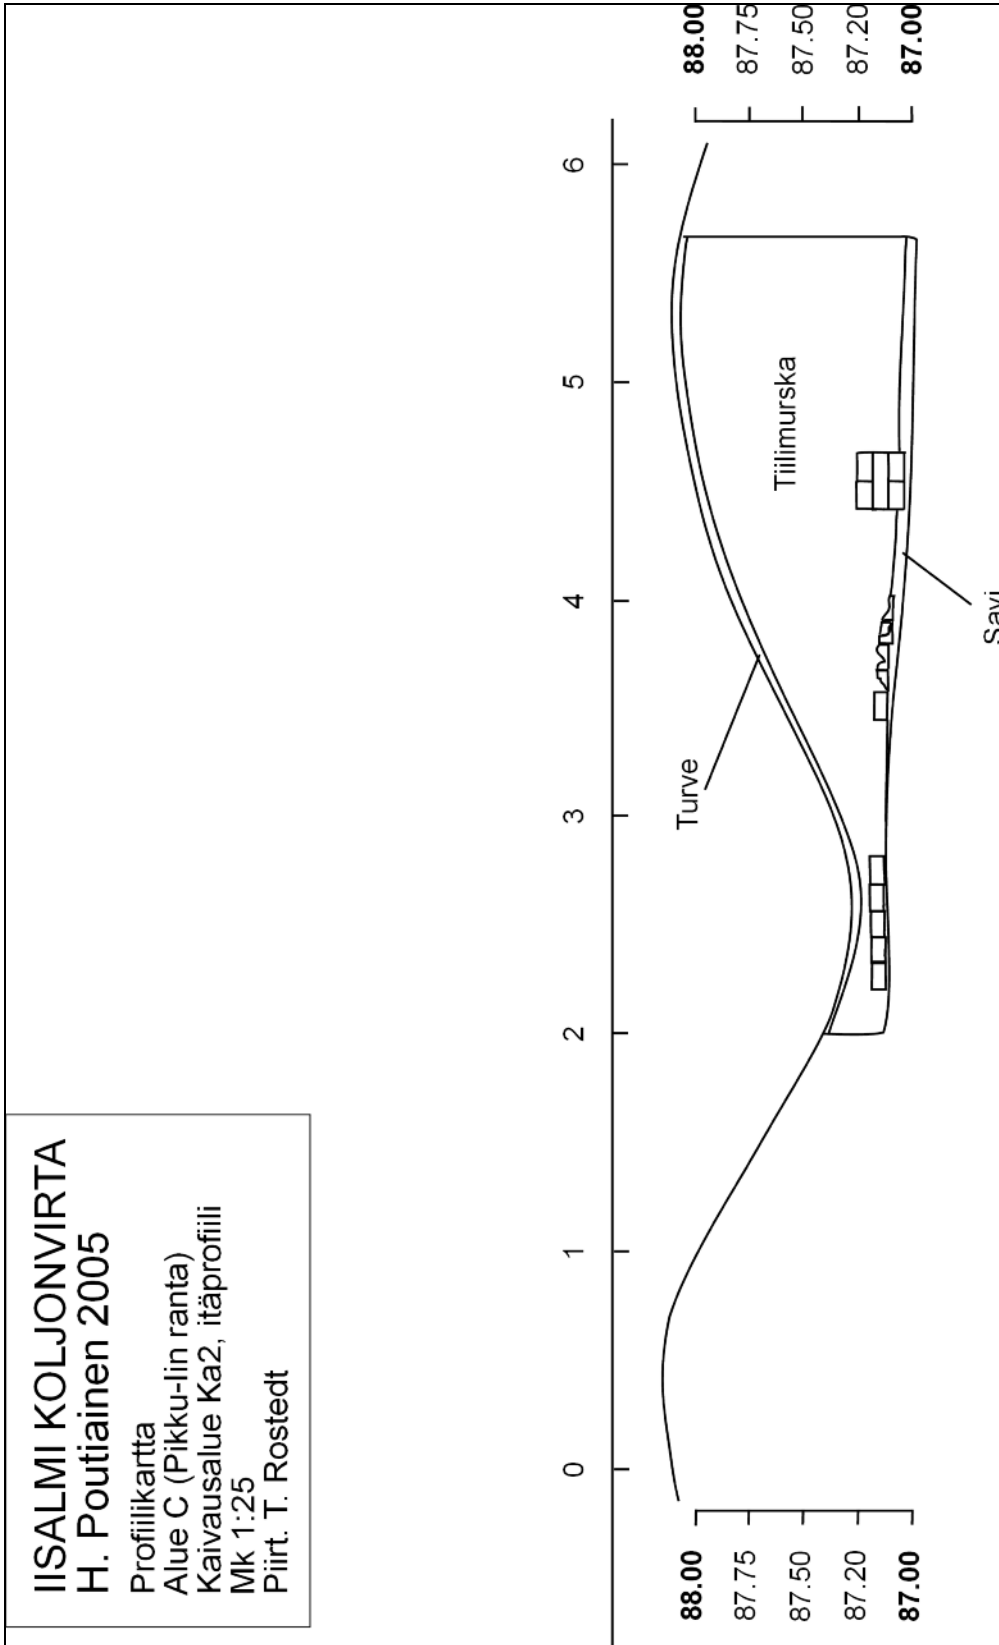 IISALMI KOLJONVIRTA
H. Poutiainen 2005
Profiilikartta
Alue C (Pikku-Iin ranta)
Kaivausalue Ka2, itäprofiili
Mk 1:25
Piirt. T. Rostedt
0
1
2
3
4
5
6
88.00
87.75
87.50
87.20
87.00
88.00
87.75
87.50
87.20
87.00
Turve
Tiilimurska
Savi